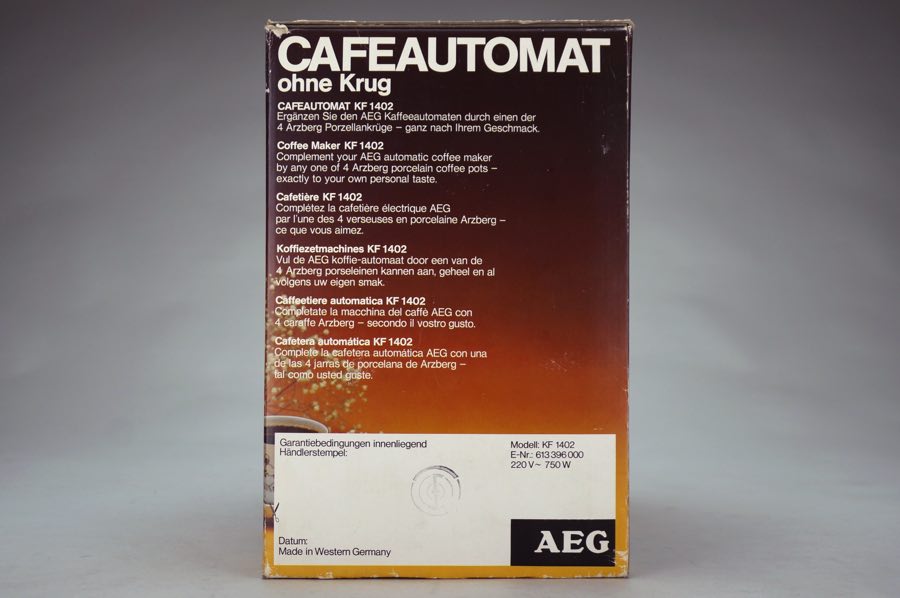 CAFEAUTOMAT
ohne Krug
CAFEAUTOMAT KF 1402
Ergänzen Sie den AEG Kaffeeautomaten durch einen der
4 Arzberg Porzellankrüge – ganz nach Ihrem Geschmack.
Coffee Maker KF 1402
Complement your AEG automatic coffee maker
by any one of 4 Arzberg porcelain coffee pots –
exactly to your own personal taste.
Cafetière KF 1402
Complétez la cafetière électrique AEG
par l'une des 4 verseuses en porcelaine Arzberg –
ce que vous aimez.
Koffiezetmachines KF 1402
Vul de AEG koffie-automaat door een van de
4 Arzberg porseleinen kannen aan, geheel en al
volgens uw eigen smak.
Caffeetiere automatica KF 1402
Completate la macchina del caffè AEG con
4 caraffe Arzberg – secondo il vostro gusto.
Cafetera automática KF 1402
Complete la cafetera automática AEG con una
de las 4 jarras de porcelana de Arzberg –
tal como usted guste.
Garantiebedingungen innenliegend
Händlerstempel:
Modell: KF 1402
E-Nr.: 613 396 000
220 V~ 750 W
Datum:
Made in Western Germany
AEG